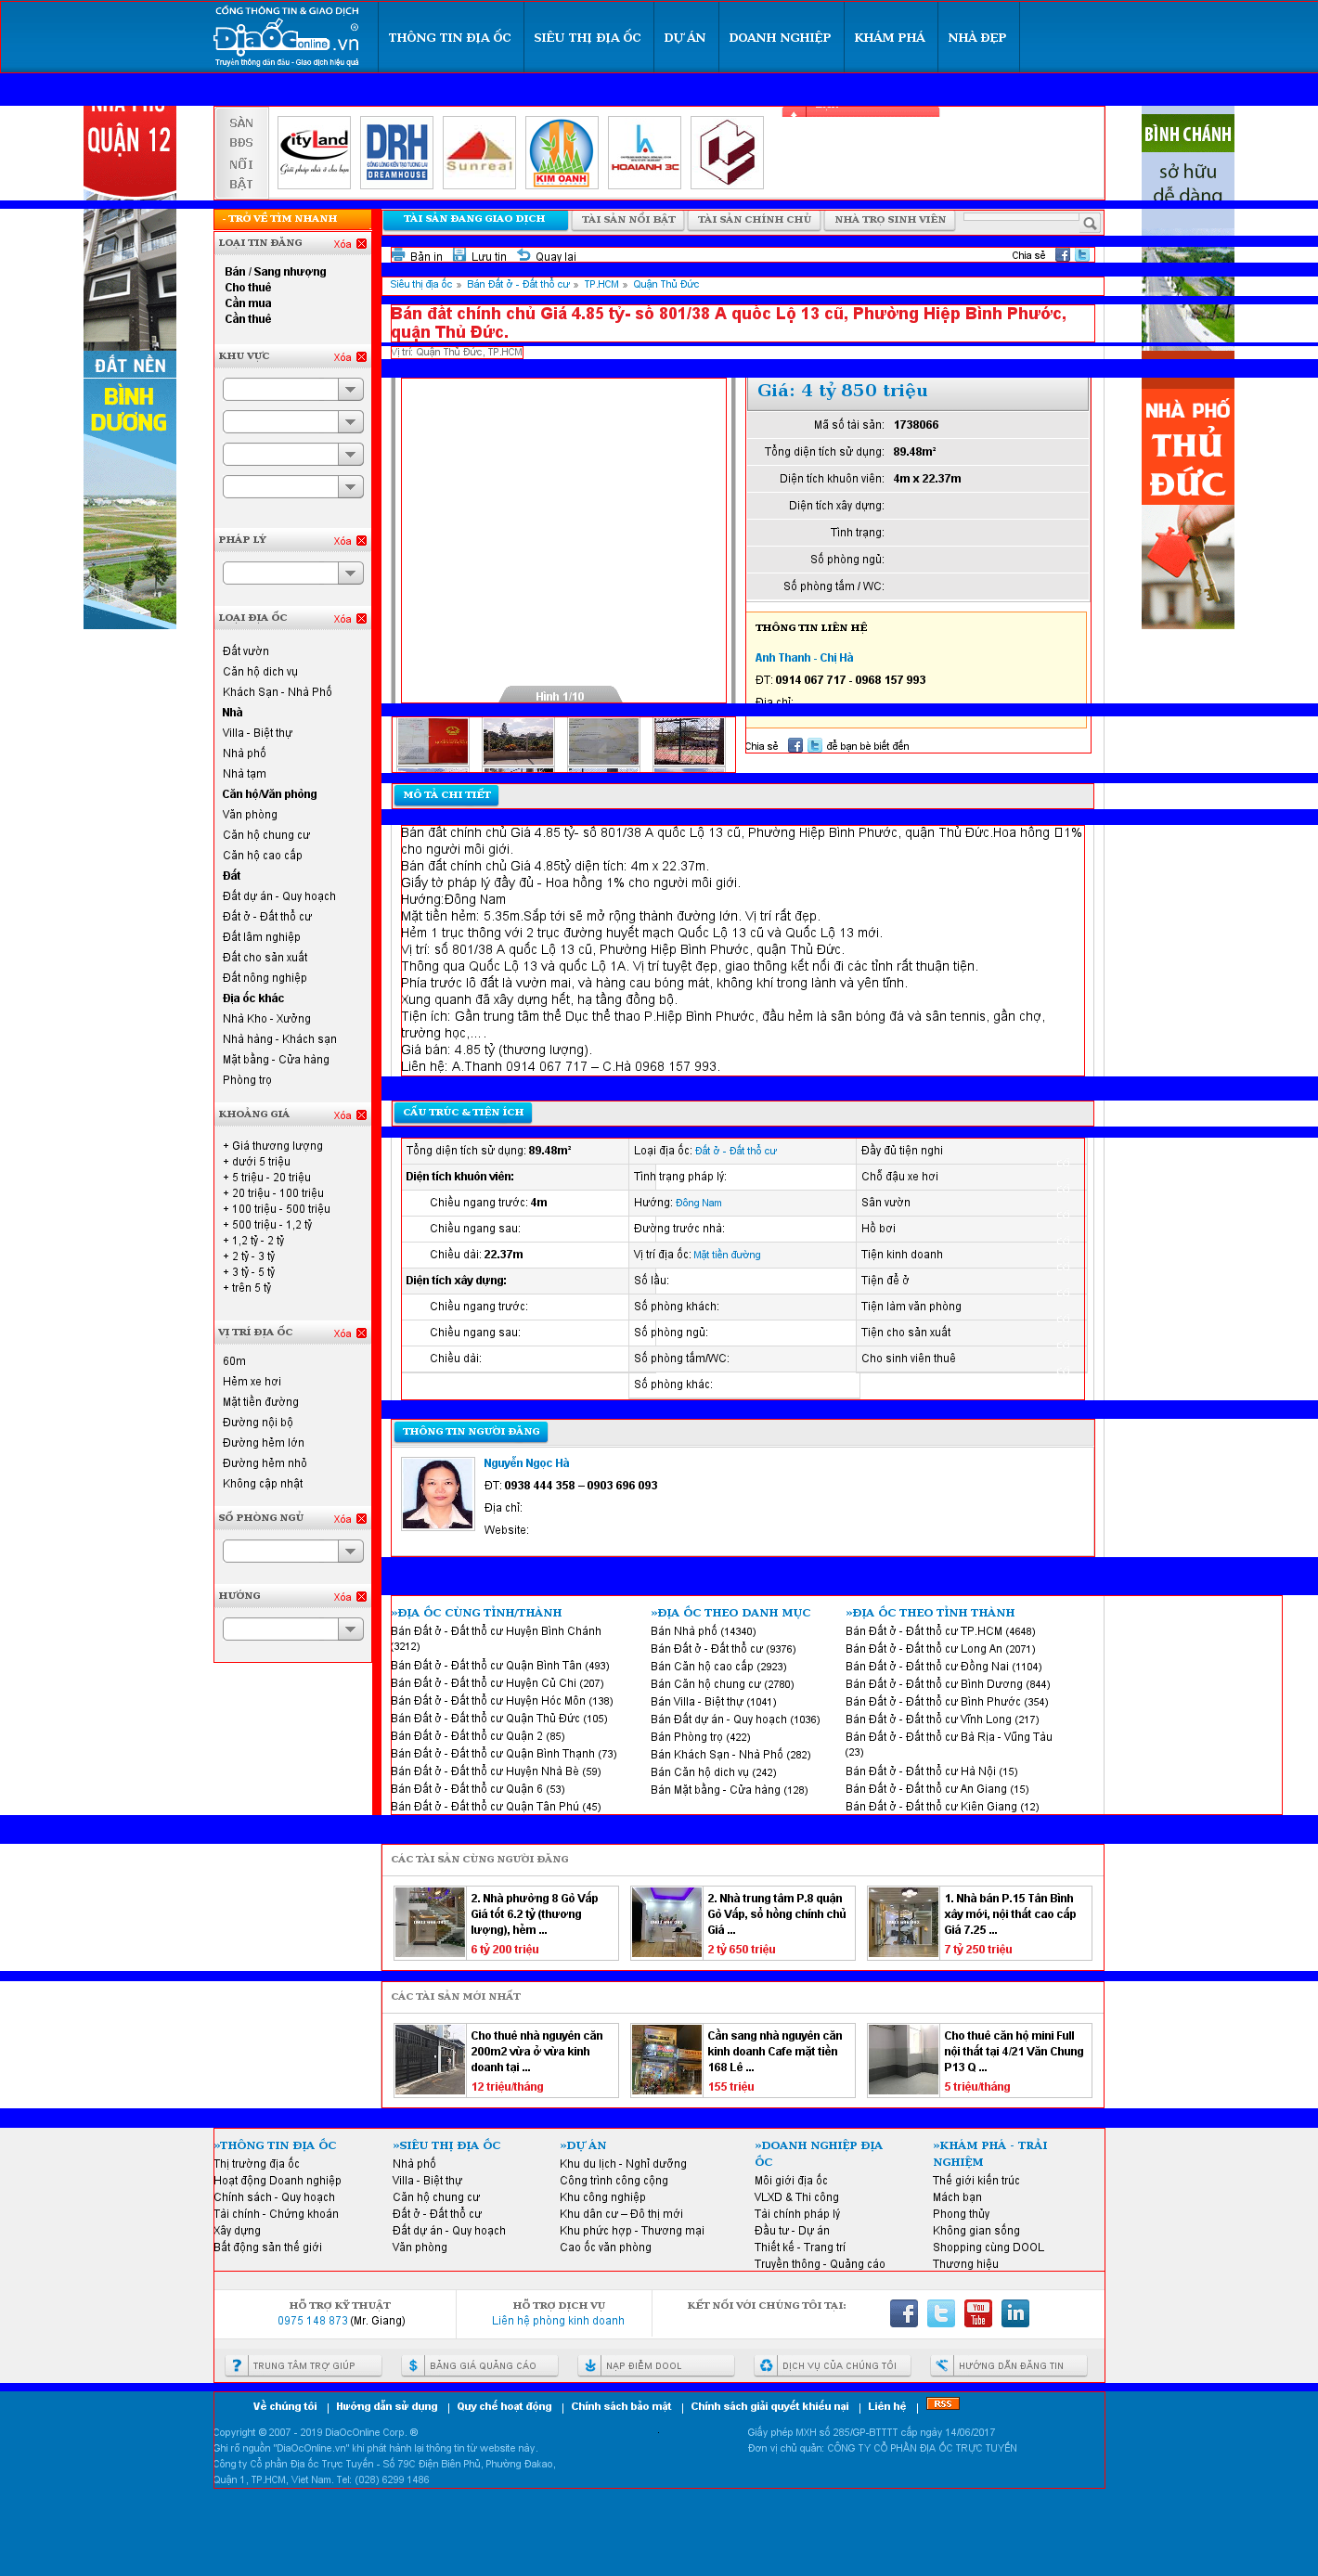 CỔNG THÔNG TIN & GIAO DỊCH
DiaỐconline.vn ®
Truyền thông dẫn đầu - Giao dịch hiệu quả
THÔNG TIN ĐỊA ỐC
SIÊU THỊ ĐỊA ỐC
DỰ ÁN
DOANH NGHIỆP
KHÁM PHÁ
NHÀ ĐẸP
NHÀ PHỐ
QUẬN 12
ĐẤT NỀN
BÌNH
DƯƠNG
SÀN
BĐS
NỔI
BẬT
cityLand
Giải pháp nhà ở cho bạn
DRH
DREAMHOUSE
Sunreal
KIM OANH
HOAIANH 3C
BÌNH CHÁNH
sở hữu
dễ dàng
NHÀ PHỐ
THỦ
ĐỨC
- TRỞ VỀ TÌM NHANH
LOẠI TIN ĐĂNG Xóa
Bán / Sang nhượng
Cho thuê
Cần mua
Cần thuê
KHU VỰC Xóa
PHÁP LÝ Xóa
LOẠI ĐỊA ỐC Xóa
Đất vườn
Căn hộ dich vụ
Khách Sạn - Nhà Phố
Nhà
Villa - Biệt thự
Nhà phố
Nhà tạm
Căn hộ/Văn phòng
Văn phòng
Căn hộ chung cư
Căn hộ cao cấp
Đất
Đất dự án - Quy hoạch
Đất ở - Đất thổ cư
Đất lâm nghiệp
Đất cho sản xuất
Đất nông nghiệp
Địa ốc khác
Nhà Kho - Xưởng
Nhà hàng - Khách sạn
Mặt bằng - Cửa hàng
Phòng trọ
KHOẢNG GIÁ Xóa
+ Giá thương lượng
+ dưới 5 triệu
+ 5 triệu - 20 triệu
+ 20 triệu - 100 triệu
+ 100 triệu - 500 triệu
+ 500 triệu - 1,2 tỷ
+ 1,2 tỷ - 2 tỷ
+ 2 tỷ - 3 tỷ
+ 3 tỷ - 5 tỷ
+ trên 5 tỷ
VỊ TRÍ ĐỊA ỐC Xóa
60m
Hẻm xe hơi
Mặt tiền đường
Đường nội bộ
Đường hẻm lớn
Đường hẻm nhỏ
Không cập nhật
SỐ PHÒNG NGỦ Xóa
HƯỚNG Xóa
TÀI SẢN ĐANG GIAO DỊCH
TÀI SẢN NỔI BẬT
TÀI SẢN CHÍNH CHỦ
NHÀ TRỌ SINH VIÊN
Bản in Lưu tin Quay lại Chia sẻ
Siêu thị địa ốc » Bán Đất ở - Đất thổ cư » TP.HCM » Quận Thủ Đức
Bán đất chính chủ Giá 4.85 tỷ- số 801/38 A quốc Lộ 13 cũ, Phường Hiệp Bình Phước,
quận Thủ Đức.
Vị trí: Quận Thủ Đức, TP.HCM
Hình 1/10
Giá: 4 tỷ 850 triệu
Mã số tài sản: 1738066
Tổng diện tích sử dụng: 89.48m²
Diện tích khuôn viên: 4m x 22.37m
Diện tích xây dựng:
Tình trạng:
Số phòng ngủ:
Số phòng tắm / WC:
THÔNG TIN LIÊN HỆ
Anh Thanh - Chị Hà
ĐT: 0914 067 717 - 0968 157 993
Địa chỉ:
Chia sẻ để bạn bè biết đến
MÔ TẢ CHI TIẾT
Bán đất chính chủ Giá 4.85 tỷ- số 801/38 A quốc Lộ 13 cũ, Phường Hiệp Bình Phước, quận Thủ Đức.Hoa hồng 1%
cho người môi giới.
Bán đất chính chủ Giá 4.85tỷ diện tích: 4m x 22.37m.
Giấy tờ pháp lý đầy đủ - Hoa hồng 1% cho người môi giới.
Hướng:Đông Nam
Mặt tiền hẻm: 5.35m.Sắp tới sẽ mở rộng thành đường lớn. Vị trí rất đẹp.
Hẻm 1 trục thông với 2 trục đường huyết mạch Quốc Lộ 13 cũ và Quốc Lộ 13 mới.
Vị trí: số 801/38 A quốc Lộ 13 cũ, Phường Hiệp Bình Phước, quận Thủ Đức.
Thông qua Quốc Lộ 13 và quốc Lộ 1A. Vị trí tuyệt đẹp, giao thông kết nối đi các tỉnh rất thuận tiện.
Phía trước lô đất là vườn mai, và hàng cau bóng mát, không khí trong lành và yên tĩnh.
Xung quanh đã xây dựng hết, hạ tầng đồng bộ.
Tiện ích: Gần trung tâm thể Dục thể thao P.Hiệp Bình Phước, đầu hẻm là sân bóng đá và sân tennis, gần chợ,
trường học,….
Giá bán: 4.85 tỷ (thương lượng).
Liên hệ: A.Thanh 0914 067 717 – C.Hà 0968 157 993.
CẤU TRÚC & TIỆN ÍCH
Tổng diện tích sử dụng: 89.48m² Loại địa ốc: Đất ở - Đất thổ cư Đầy đủ tiện nghi
Diện tích khuôn viên: Tình trạng pháp lý: Chỗ đậu xe hơi
Chiều ngang trước: 4m Hướng: Đông Nam Sân vườn
Chiều ngang sau: Đường trước nhà: Hồ bơi
Chiều dài: 22.37m Vị trí địa ốc: Mặt tiền đường Tiện kinh doanh
Diện tích xây dựng: Số lầu: Tiện để ở
Chiều ngang trước: Số phòng khách: Tiện làm văn phòng
Chiều ngang sau: Số phòng ngủ: Tiện cho sản xuất
Chiều dài: Số phòng tắm/WC: Cho sinh viên thuê
Số phòng khác:
THÔNG TIN NGƯỜI ĐĂNG
Nguyễn Ngọc Hà
ĐT: 0938 444 358 – 0903 696 093
Địa chỉ:
Website:
»ĐỊA ỐC CÙNG TỈNH/THÀNH
Bán Đất ở - Đất thổ cư Huyện Bình Chánh
(3212)
Bán Đất ở - Đất thổ cư Quận Bình Tân (493)
Bán Đất ở - Đất thổ cư Huyện Củ Chi (207)
Bán Đất ở - Đất thổ cư Huyện Hóc Môn (138)
Bán Đất ở - Đất thổ cư Quận Thủ Đức (105)
Bán Đất ở - Đất thổ cư Quận 2 (85)
Bán Đất ở - Đất thổ cư Quận Bình Thạnh (73)
Bán Đất ở - Đất thổ cư Huyện Nhà Bè (59)
Bán Đất ở - Đất thổ cư Quận 6 (53)
Bán Đất ở - Đất thổ cư Quận Tân Phú (45)
»ĐỊA ỐC THEO DANH MỤC
Bán Nhà phố (14340)
Bán Đất ở - Đất thổ cư (9376)
Bán Căn hộ cao cấp (2923)
Bán Căn hộ chung cư (2780)
Bán Villa - Biệt thự (1041)
Bán Đất dự án - Quy hoạch (1036)
Bán Phòng trọ (422)
Bán Khách Sạn - Nhà Phố (282)
Bán Căn hộ dich vụ (242)
Bán Mặt bằng - Cửa hàng (128)
»ĐỊA ỐC THEO TỈNH THÀNH
Bán Đất ở - Đất thổ cư TP.HCM (4648)
Bán Đất ở - Đất thổ cư Long An (2071)
Bán Đất ở - Đất thổ cư Đồng Nai (1104)
Bán Đất ở - Đất thổ cư Bình Dương (844)
Bán Đất ở - Đất thổ cư Bình Phước (354)
Bán Đất ở - Đất thổ cư Vĩnh Long (217)
Bán Đất ở - Đất thổ cư Bà Rịa - Vũng Tàu
(23)
Bán Đất ở - Đất thổ cư Hà Nội (15)
Bán Đất ở - Đất thổ cư An Giang (15)
Bán Đất ở - Đất thổ cư Kiên Giang (12)
CÁC TÀI SẢN CÙNG NGƯỜI ĐĂNG
2. Nhà phường 8 Gò Vấp
Giá tốt 6.2 tỷ (thương
lượng), hẻm ...
6 tỷ 200 triệu
2. Nhà trung tâm P.8 quận
Gò Vấp, sổ hồng chính chủ
Giá ...
2 tỷ 650 triệu
1. Nhà bán P.15 Tân Bình
xây mới, nội thất cao cấp
Giá 7.25 ...
7 tỷ 250 triệu
CÁC TÀI SẢN MỚI NHẤT
Cho thuê nhà nguyên căn
200m2 vừa ở vừa kinh
doanh tại ...
12 triệu/tháng
Cần sang nhà nguyên căn
kinh doanh Cafe mặt tiền
168 Lê ...
155 triệu
Cho thuê căn hộ mini Full
nội thất tại 4/21 Văn Chung
P13 Q ...
5 triệu/tháng
»THÔNG TIN ĐỊA ỐC
Thị trường địa ốc
Hoạt động Doanh nghiệp
Chính sách - Quy hoạch
Tài chính - Chứng khoán
Xây dựng
Bất động sản thế giới
»SIÊU THỊ ĐỊA ỐC
Nhà phố
Villa - Biệt thự
Căn hộ chung cư
Đất ở - Đất thổ cư
Đất dự án - Quy hoạch
Văn phòng
»DỰ ÁN
Khu du lịch - Nghỉ dưỡng
Công trình công cộng
Khu công nghiệp
Khu dân cư – Đô thị mới
Khu phức hợp - Thương mại
Cao ốc văn phòng
»DOANH NGHIỆP ĐỊA
ỐC
Môi giới địa ốc
VLXD & Thi công
Tài chính pháp lý
Đầu tư - Dự án
Thiết kế - Trang trí
Truyền thông - Quảng cáo
»KHÁM PHÁ - TRẢI
NGHIỆM
Thế giới kiến trúc
Mách bạn
Phong thủy
Không gian sống
Shopping cùng DOOL
Thương hiệu
HỖ TRỢ KỸ THUẬT
0975 148 873 (Mr. Giang)
HỖ TRỢ DỊCH VỤ
Liên hệ phòng kinh doanh
KẾT NỐI VỚI CHÚNG TÔI TẠI:
You Tube
TRUNG TÂM TRỢ GIÚP
BẢNG GIÁ QUẢNG CÁO
NẠP ĐIỂM DOOL
DỊCH VỤ CỦA CHÚNG TÔI
HƯỚNG DẪN ĐĂNG TIN
Về chúng tôi | Hướng dẫn sử dụng | Quy chế hoạt động | Chính sách bảo mật | Chính sách giải quyết khiếu nại | Liên hệ | RSS
Copyright © 2007 - 2019 DiaOcOnline Corp. ®
Ghi rõ nguồn "DiaOcOnline.vn" khi phát hành lại thông tin từ website này.
Công ty Cổ phần Địa ốc Trực Tuyến - Số 79C Điện Biên Phủ, Phường Đakao,
Quận 1, TP.HCM, Viet Nam. Tel: (028) 6299 1486
Giấy phép MXH số 285/GP-BTTTT cấp ngày 14/06/2017
Đơn vị chủ quản: CÔNG TY CỔ PHẦN ĐỊA ỐC TRỰC TUYẾN